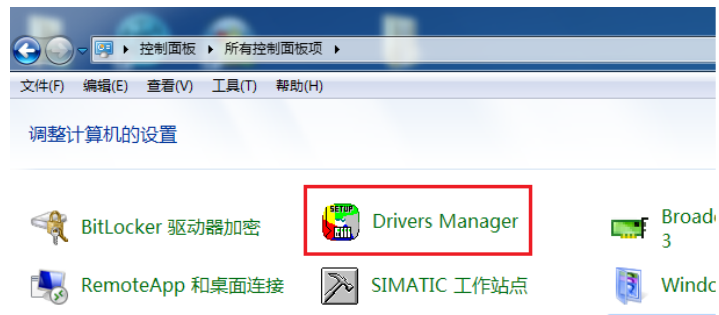 控制面板 所有控制面板项
文件(F) 编辑(E) 查看(V) 工具(T) 帮助(H)
调整计算机的设置
BitLocker 驱动器加密
SETUP
Drivers Manager
3
RemoteApp 和桌面连接
SIMATIC 工作站点